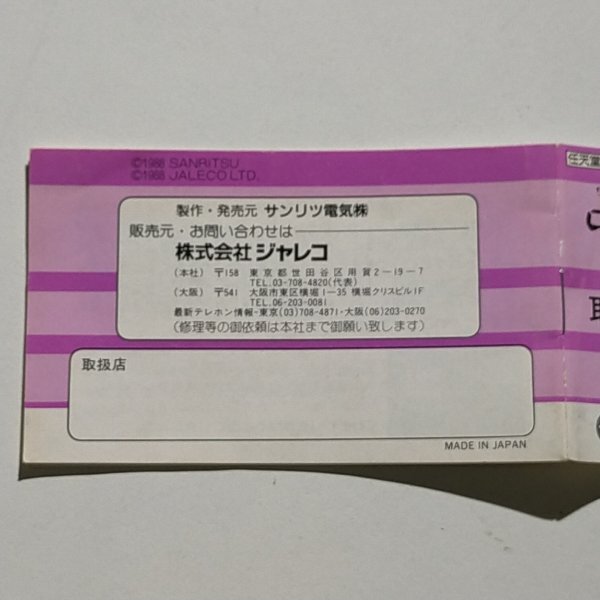 ©1988 SANRITSU
©1988 JALECO LTD.
製作・発売元 サンリツ電気㈱
販売元・お問い合わせは
株式会社 ジャレコ
(本社) 〒158 東京都世田谷区用賀2-19-7
TEL.03-708-4820(代表)
(大阪) 〒541 大阪市東区横堀1-35 横堀クリスビル1F
TEL.06-203-0081
最新テレホン情報-東京(03)708-4871・大阪(06)203-0270
(修理等の御依頼は本社まで御願い致します)
取扱店
MADE IN JAPAN
任天堂